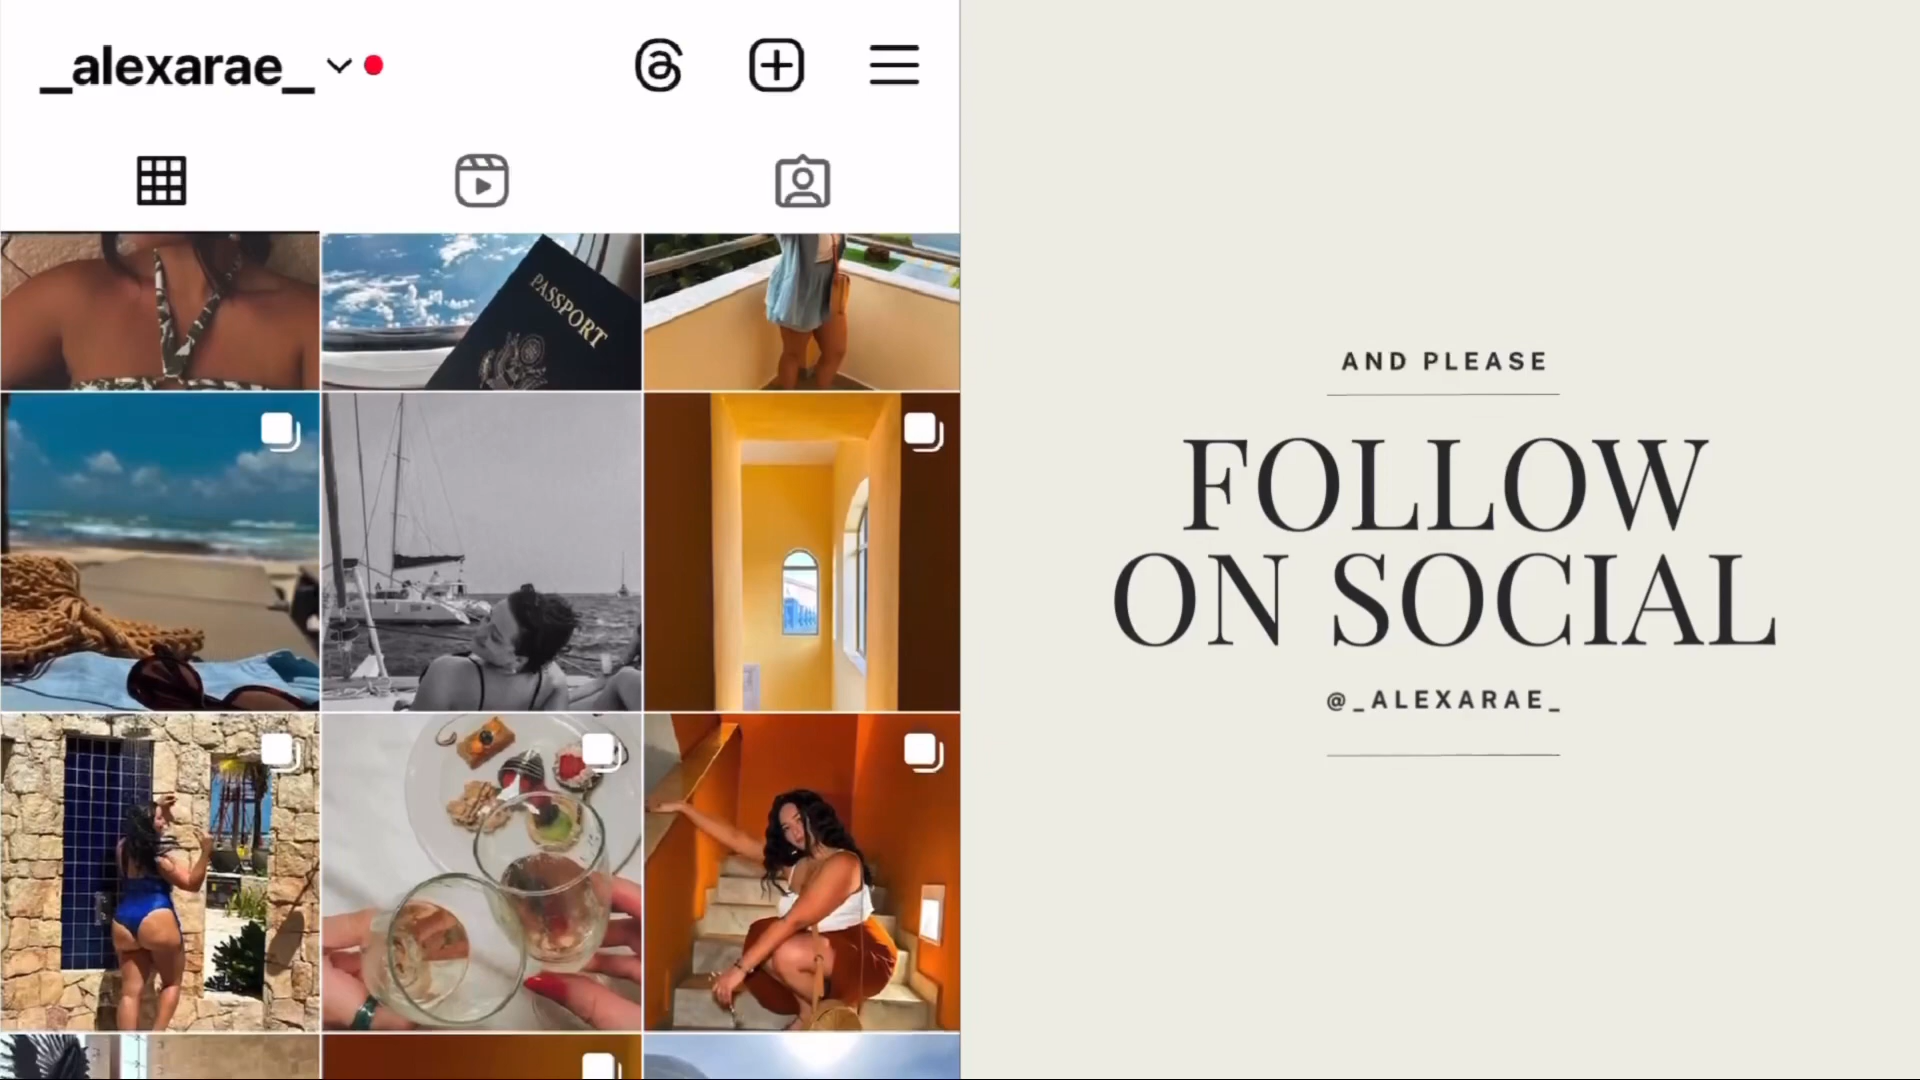 _alexarae_
PASSPORT
AND PLEASE
FOLLOW
ON SOCIAL
@_ALEXARAE_